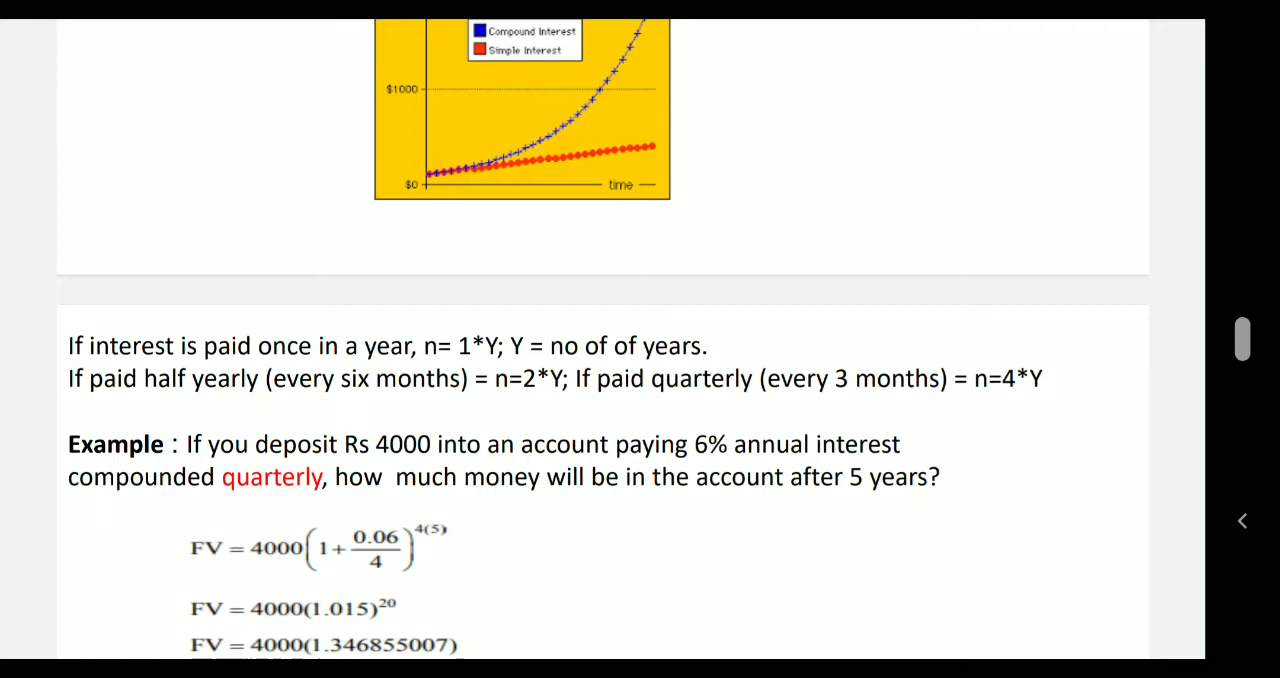 Compound Interest
Simple Interest
$1000
$0
time
If interest is paid once in a year, n= 1*Y; Y = no of of years.
If paid half yearly (every six months) = n=2*Y; If paid quarterly (every 3 months) = n=4*Y
Example : If you deposit Rs 4000 into an account paying 6% annual interest
compounded quarterly, how much money will be in the account after 5 years?
FV = 4000(1+ 0.06/4)^4(5)
FV = 4000(1.015)^20
FV = 4000(1.346855007)